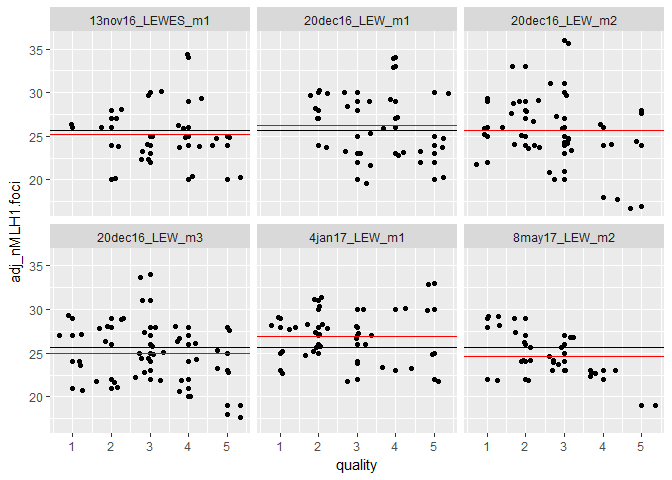 13nov16_LEWES_m1 20dec16_LEW_m1 20dec16_LEW_m2
35
30
25
20
20dec16_LEW_m3 4jan17_LEW_m1 8may17_LEW_m2
35
30
25
20
adj_nMLH1.foci
1 2 3 4 5 1 2 3 4 5 1 2 3 4 5
quality